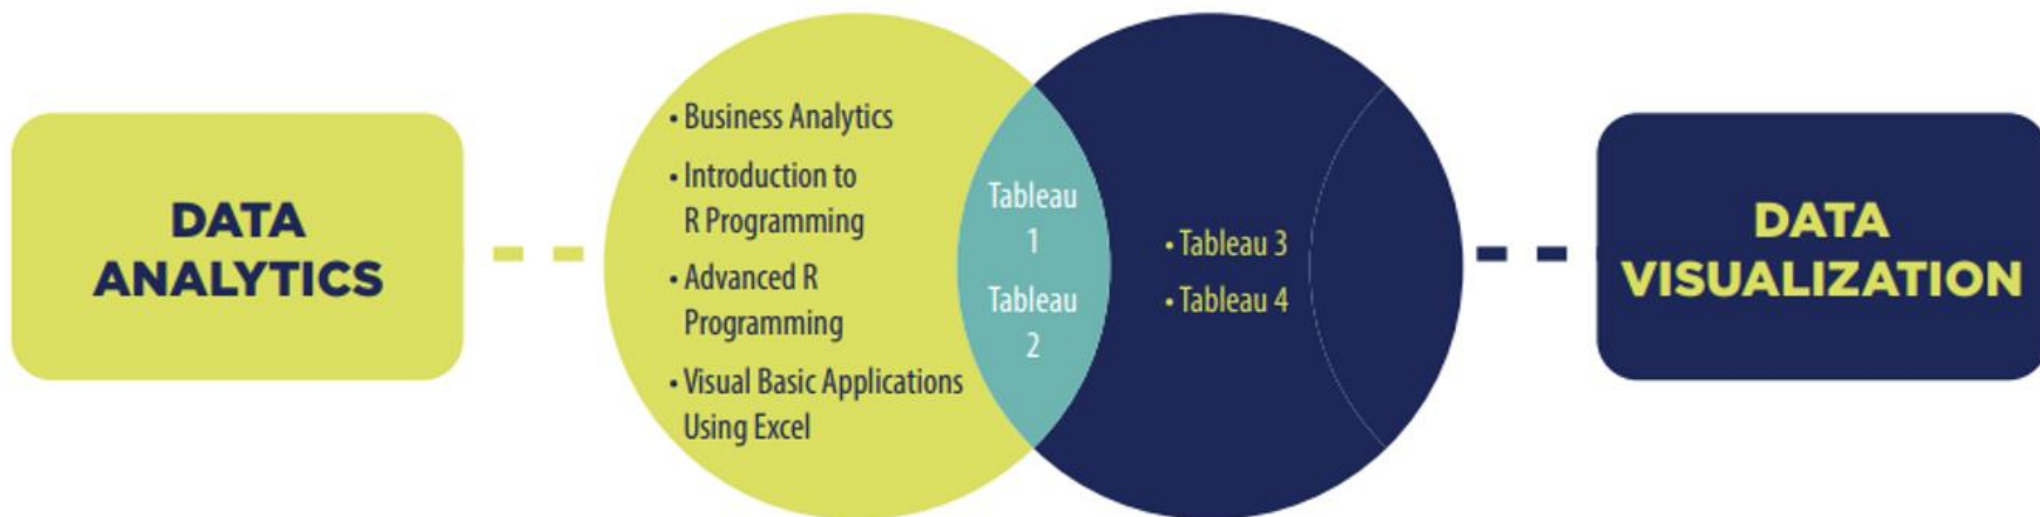 DATA
ANALYTICS
• Business Analytics
• Introduction to
R Programming
• Advanced R
Programming
• Visual Basic Applications
Using Excel
Tableau
1
Tableau
2
• Tableau 3
• Tableau 4
DATA
VISUALIZATION